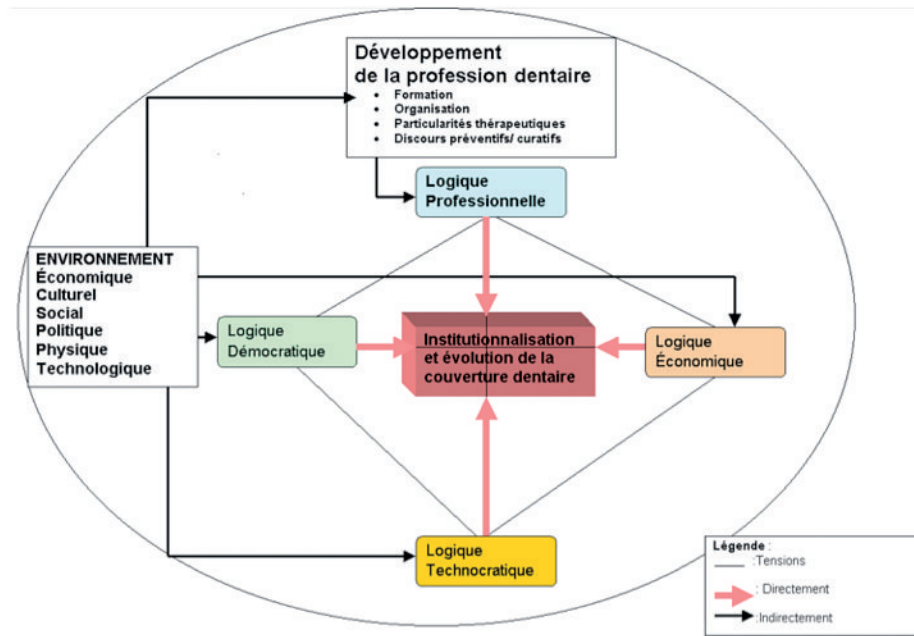 Développement
de la profession dentaire
• Formation
• Organisation
• Particularités thérapeutiques
• Discours préventifs/ curatifs
Logique
Professionnelle
ENVIRONNEMENT
Économique
Culturel
Social
Politique
Physique
Technologique
Logique
Démocratique
Institutionnalisation
et évolution de la
couverture dentaire
Logique
Économique
Logique
Technocratique
Légende :
:Tensions
: Directement
:Indirectement